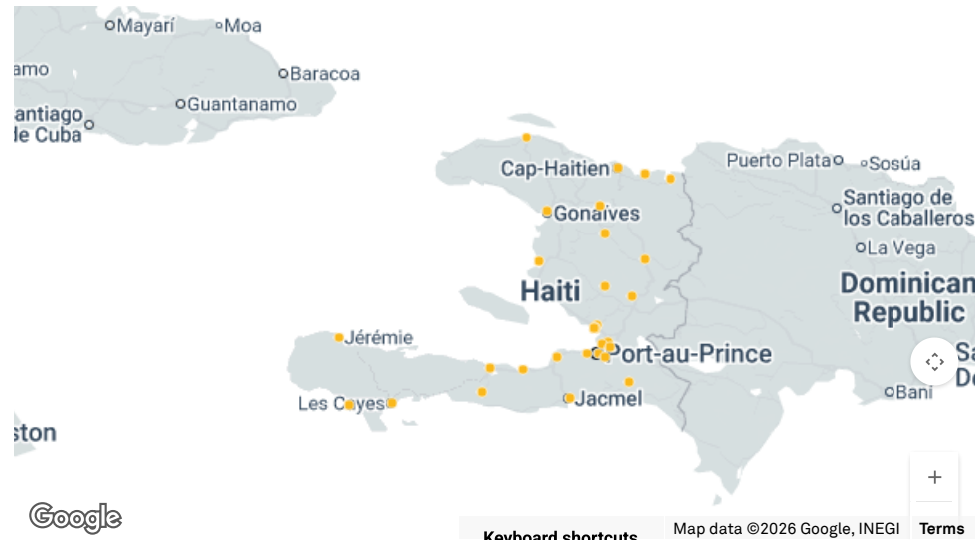 Mayarí
Moa
amo
Baracoa
Guantanamo
antiago
de Cuba
Cap-Haitien
Puerto Plata
Sosúa
Santiago de
los Caballeros
Gonaïves
La Vega
Haiti
Dominican
Republic
Jérémie
Port-au-Prince
Sa
De
Les Cayes
Jacmel
Bani
ston
Google
Keyboard shortcuts
Map data ©2026 Google, INEGI
Terms